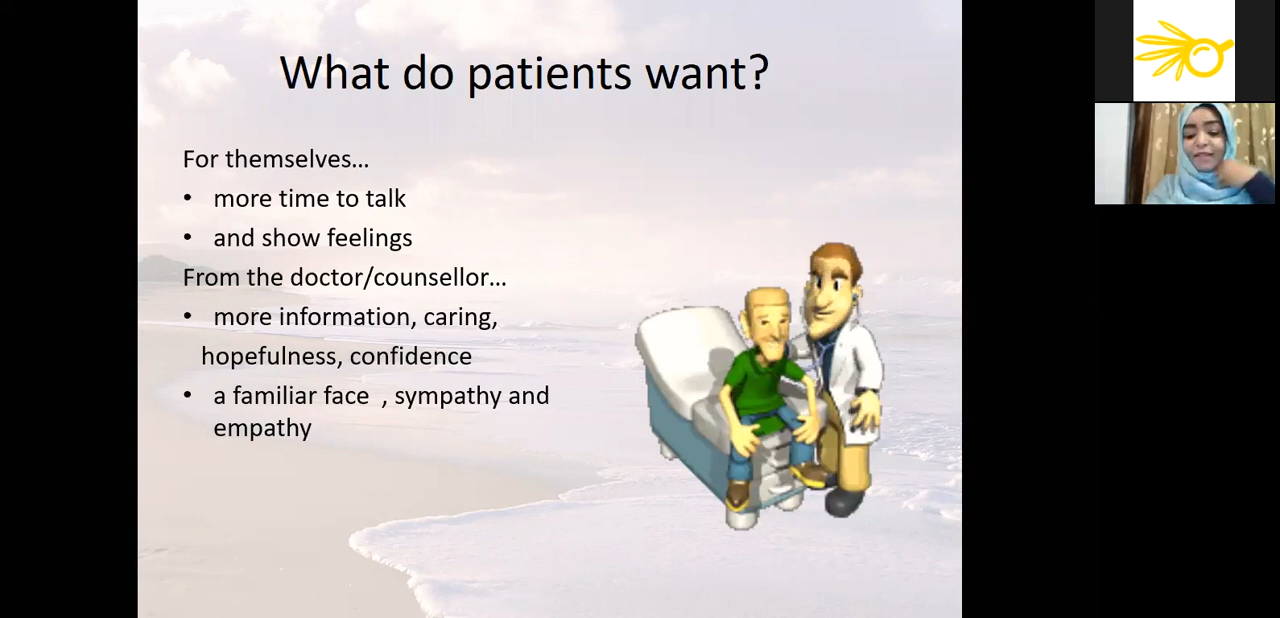 What do patients want?
For themselves...
• more time to talk
• and show feelings
From the doctor/counsellor...
• more information, caring,
hopefulness, confidence
• a familiar face , sympathy and
empathy